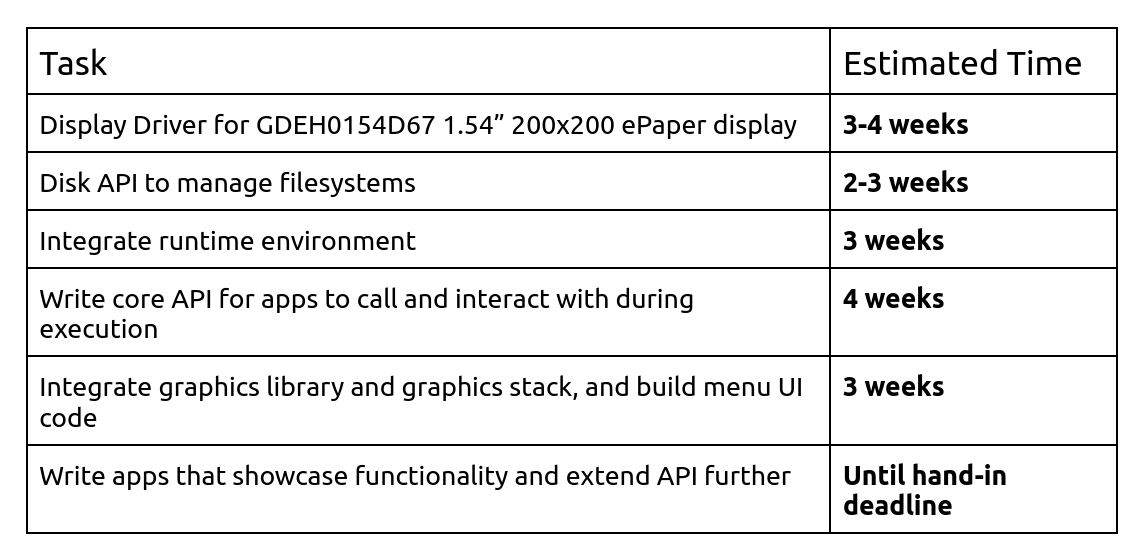 Task
Estimated Time
Display Driver for GDEH0154D67 1.54” 200x200 ePaper display
3-4 weeks
Disk API to manage filesystems
2-3 weeks
Integrate runtime environment
3 weeks
Write core API for apps to call and interact with during
execution
4 weeks
Integrate graphics library and graphics stack, and build menu UI
code
3 weeks
Write apps that showcase functionality and extend API further
Until hand-in
deadline